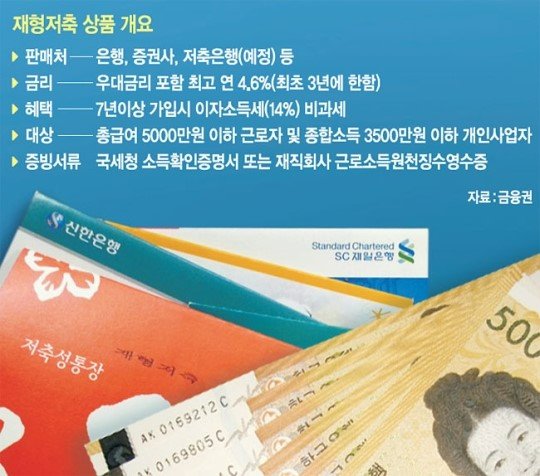 재형저축 상품 개요
▶ 판매처 — 은행, 증권사, 저축은행(예정) 등
▶ 금리 — 우대금리 포함 최고 연 4.6%(최초 3년에 한함)
▶ 혜택 — 7년이상 가입시 이자소득세(14%) 비과세
▶ 대상 — 총급여 5000만원 이하 근로자 및 종합소득 3500만원 이하 개인사업자
▶ 증빙서류 국세청 소득확인증명서 또는 재직회사 근로소득원천징수영수증
자료 : 금융권
신한은행
Standard Chartered
SC제일은행
저축성통장
재형저축
500
AK 0169212 C
AK 0169805 C